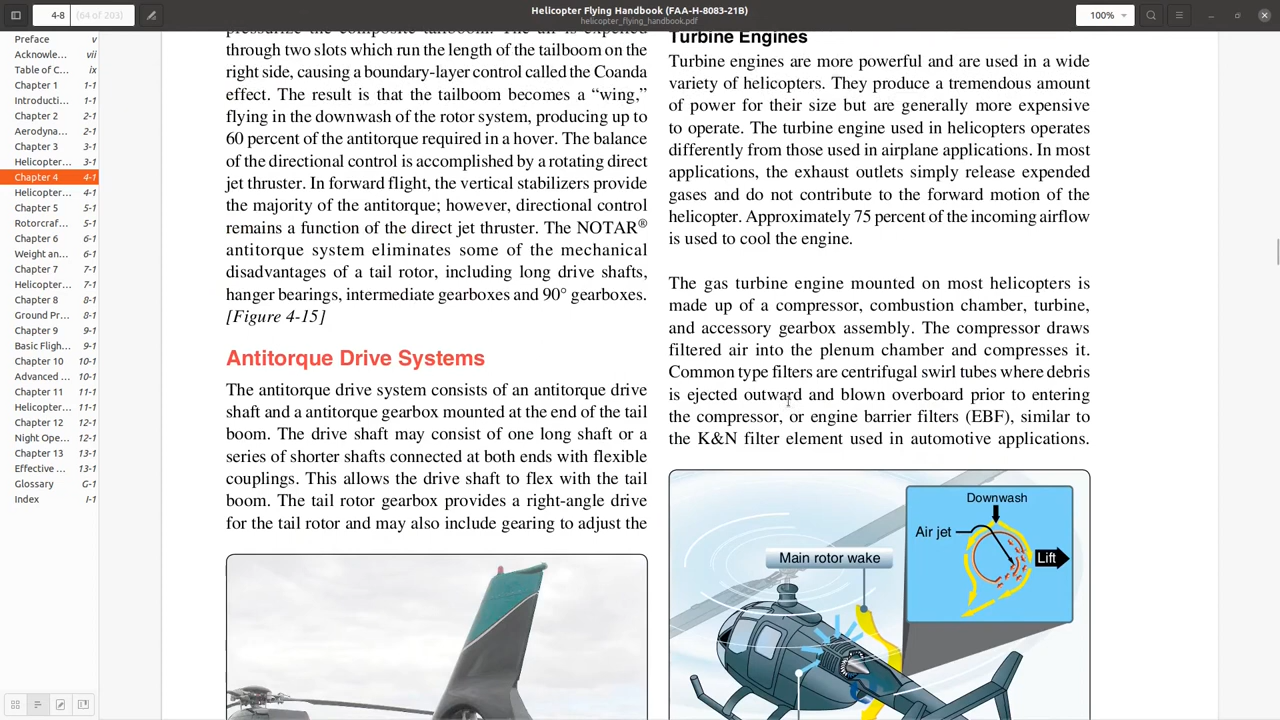 4-8
(64 of 203)
Helicopter Flying Handbook (FAA-H-8083-21B)
helicopter_flying_handbook.pdf
100%
Preface v
Acknowle... vii
Table of C... ix
Chapter 1 1-1
Introducti... 1-1
Chapter 2 2-1
Aerodyna... 2-1
Chapter 3 3-1
Helicopter... 3-1
Chapter 4 4-1
Helicopter... 4-1
Chapter 5 5-1
Rotorcraf... 5-1
Chapter 6 6-1
Weight an... 6-1
Chapter 7 7-1
Helicopter... 7-1
Chapter 8 8-1
Ground Pr... 8-1
Chapter 9 9-1
Basic Fligh... 9-1
Chapter 10 10-1
Advanced ... 10-1
Chapter 11 11-1
Helicopter... 11-1
Chapter 12 12-1
Night Ope... 12-1
Chapter 13 13-1
Effective ... 13-1
Glossary G-1
Index I-1
pressurize the composite tailboom. The air is expelled
through two slots which run the length of the tailboom on the
right side, causing a boundary-layer control called the Coanda
effect. The result is that the tailboom becomes a “wing,”
flying in the downwash of the rotor system, producing up to
60 percent of the antitorque required in a hover. The balance
of the directional control is accomplished by a rotating direct
jet thruster. In forward flight, the vertical stabilizers provide
the majority of the antitorque; however, directional control
remains a function of the direct jet thruster. The NOTAR®
antitorque system eliminates some of the mechanical
disadvantages of a tail rotor, including long drive shafts,
hanger bearings, intermediate gearboxes and 90° gearboxes.
[Figure 4-15]
Antitorque Drive Systems
The antitorque drive system consists of an antitorque drive
shaft and a antitorque gearbox mounted at the end of the tail
boom. The drive shaft may consist of one long shaft or a
series of shorter shafts connected at both ends with flexible
couplings. This allows the drive shaft to flex with the tail
boom. The tail rotor gearbox provides a right-angle drive
for the tail rotor and may also include gearing to adjust the
Turbine Engines
Turbine engines are more powerful and are used in a wide
variety of helicopters. They produce a tremendous amount
of power for their size but are generally more expensive
to operate. The turbine engine used in helicopters operates
differently from those used in airplane applications. In most
applications, the exhaust outlets simply release expended
gases and do not contribute to the forward motion of the
helicopter. Approximately 75 percent of the incoming airflow
is used to cool the engine.
The gas turbine engine mounted on most helicopters is
made up of a compressor, combustion chamber, turbine,
and accessory gearbox assembly. The compressor draws
filtered air into the plenum chamber and compresses it.
Common type filters are centrifugal swirl tubes where debris
is ejected outward and blown overboard prior to entering
the compressor, or engine barrier filters (EBF), similar to
the K&N filter element used in automotive applications.
Downwash
Air jet
Lift
Main rotor wake